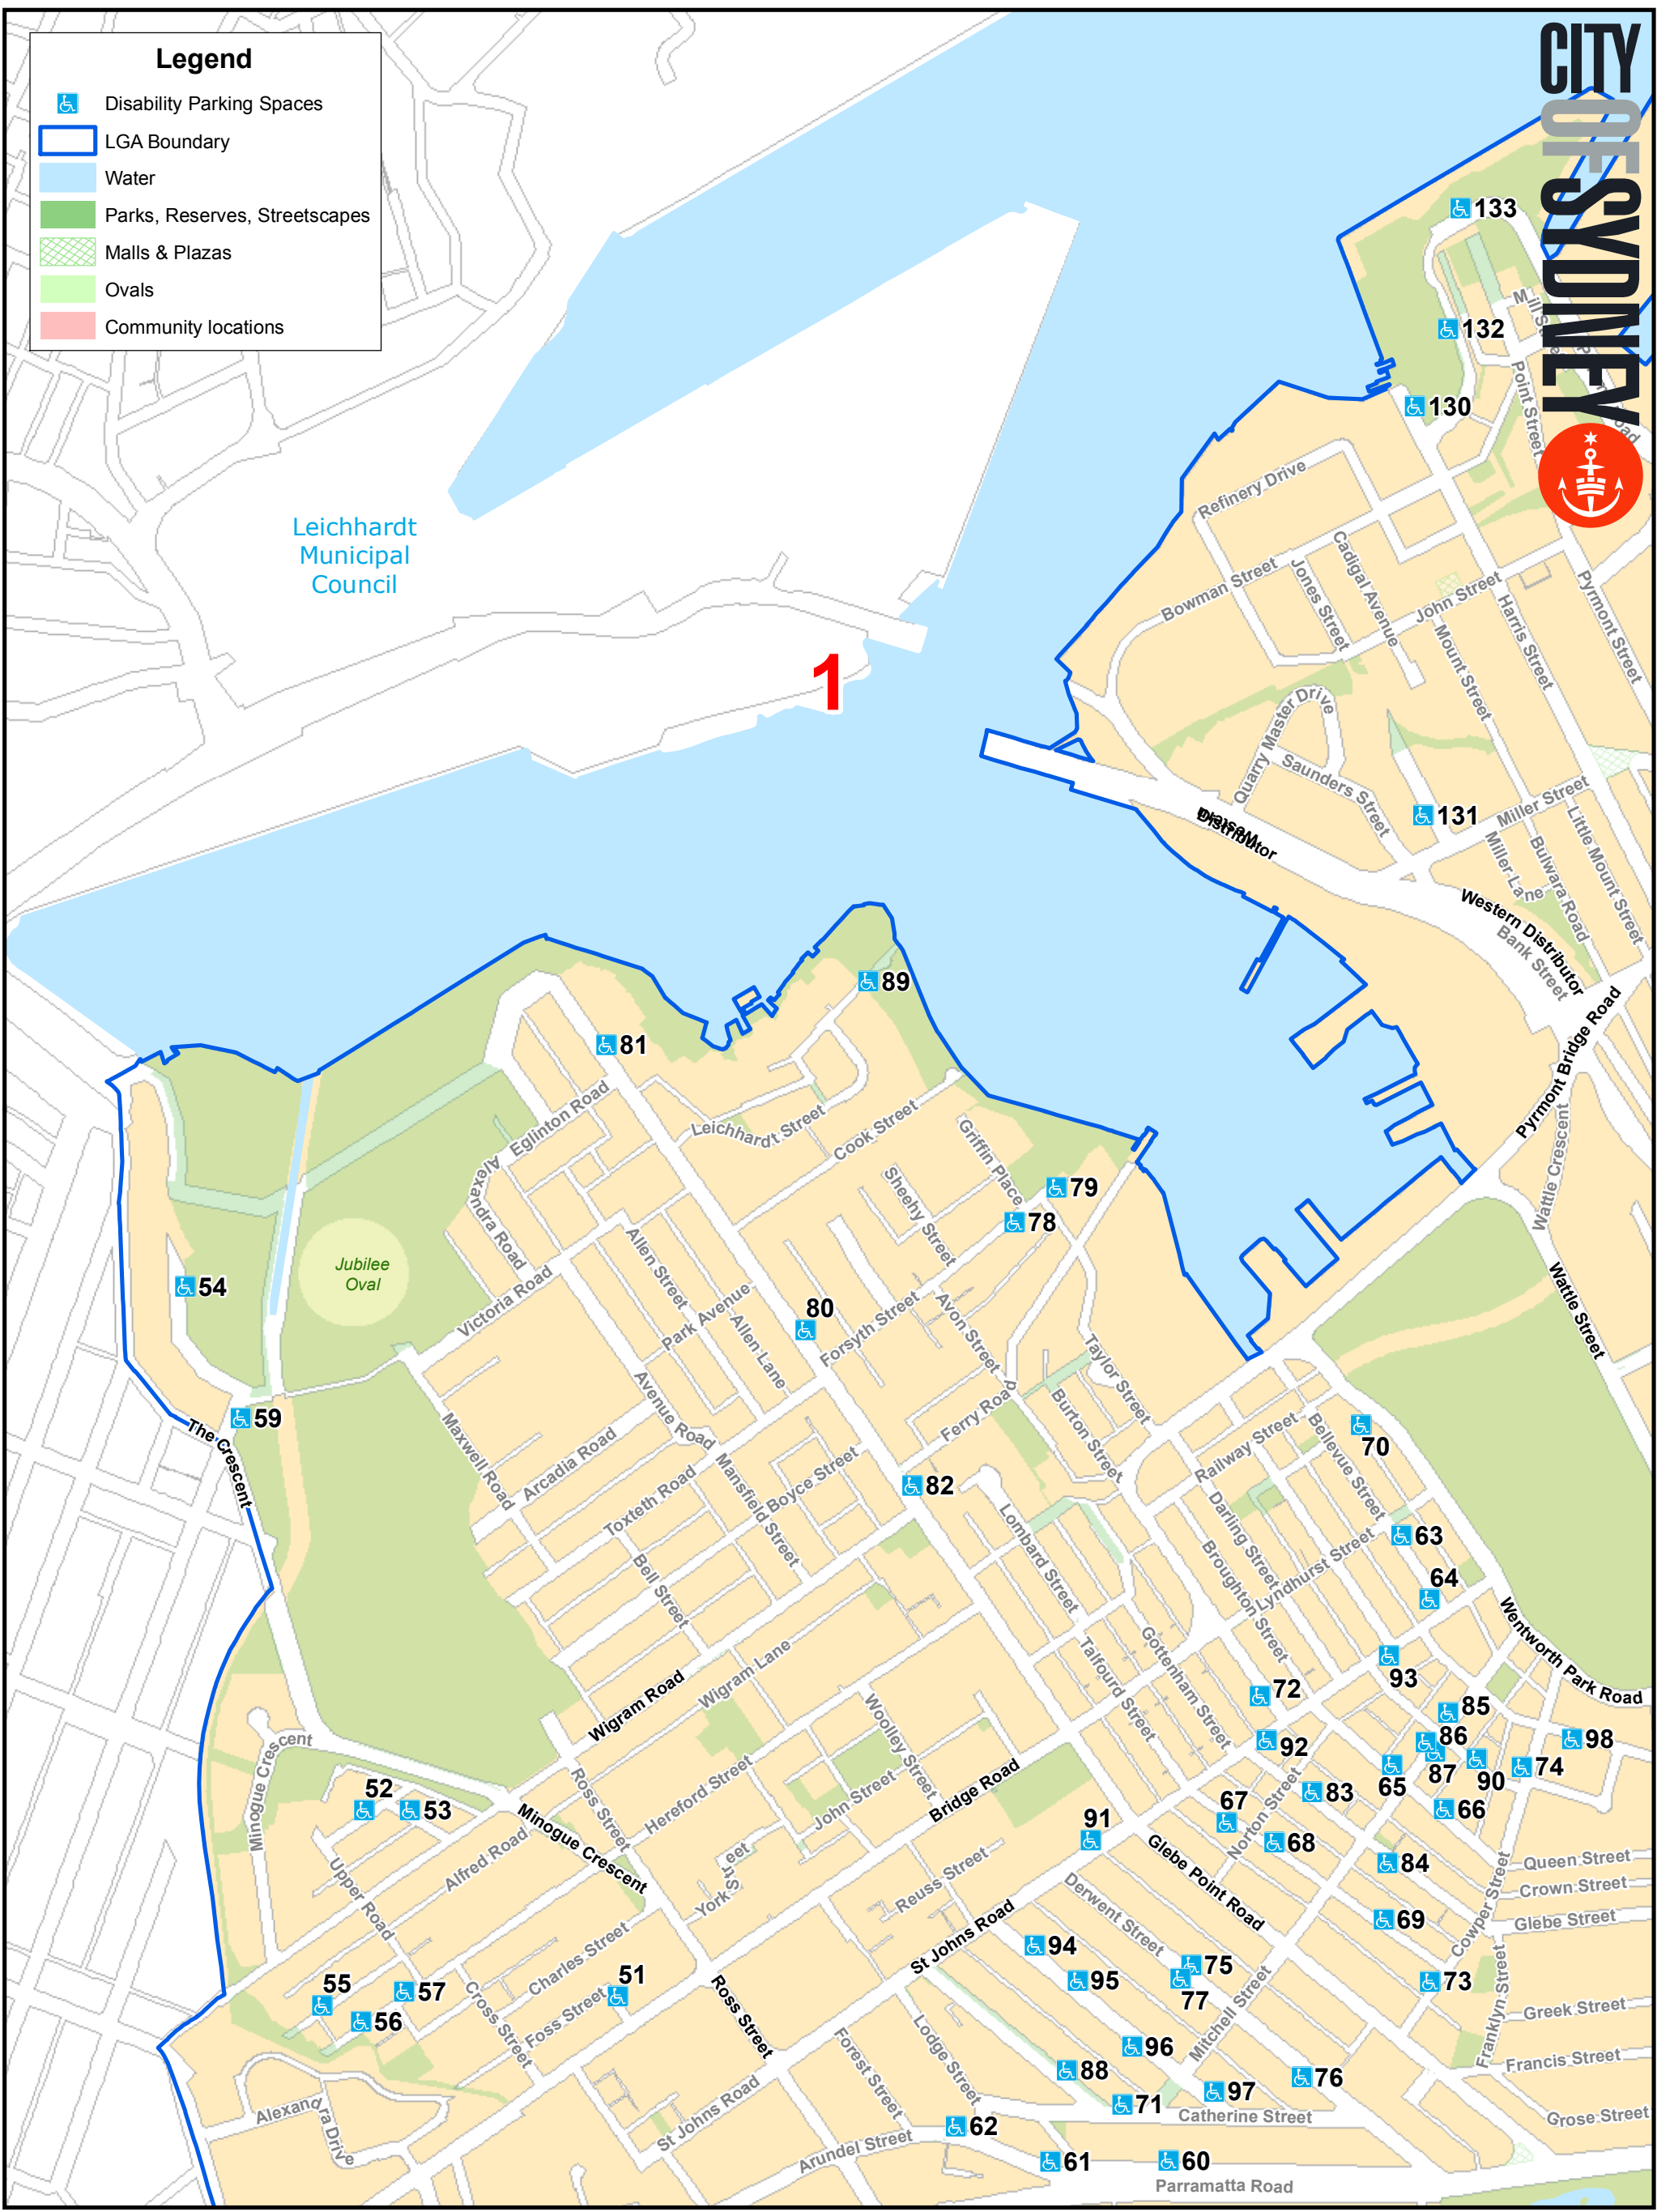 Legend
Disability Parking Spaces
LGA Boundary
Water
Parks, Reserves, Streetscapes
Malls & Plazas
Ovals
Community locations
CITY OF SYDNEY
133
132
Mill S
Point Street
130
Refinery Drive
Leichhardt
Municipal
Council
Bowman Street
Jones Street
Cadigal Avenue
John Street
Mount Street
Harris Street
Pyrmont Street
1
Quarry Master Drive
Saunders Street
Western
Distributor
131
Miller Street
Miller Lane
Bulwara Road
Little Mount Street
Western Distributor
Bank Street
Pyrmont Bridge Road
Wattle Crescent
Wattle Street
89
81
Eglinton Road
Leichhardt Street
Cook Street
Griffin Place
Alexandra Road
Sheehy Street
79
78
54
Jubilee
Oval
Allen Street
Victoria Road
Park Avenue
Allen Lane
80
Forsyth Street
Avon Street
Taylor Street
59
The Crescent
Maxwell Road
Avenue Road
Arcadia Road
Ferry Road
Burton Street
Railway Street
Bellevue Street
70
Toxteth Road
Mansfield Street
Boyce Street
82
Lombard Street
Darling Street
Broughton Street
Lyndhurst Street
63
64
Bell Street
Wigram Road
Wigram Lane
Talfourd Street
Gottenham Street
Wentworth Park Road
93
72
85
Minogue Crescent
Woolley Street
92
86
87
98
74
90
65
66
83
52
53
Ross Street
Hereford Street
John Street
Bridge Road
91
67
Norton Street
68
84
Minogue Crescent
Alfred Road
Upper Road
York Street
Reuss Street
Glebe Point Road
Queen Street
Crown Street
Glebe Street
69
Cowper Street
St Johns Road
Derwent Street
94
95
75
77
73
Charles Street
51
55
57
56
Cross Street
Foss Street
Ross Street
Mitchell Street
Franklyn Street
Greek Street
Francis Street
Forest Street
Lodge Street
96
88
76
97
71
Catherine Street
Grose Street
Alexandra Drive
St Johns Road
62
Arundel Street
61
60
Parramatta Road